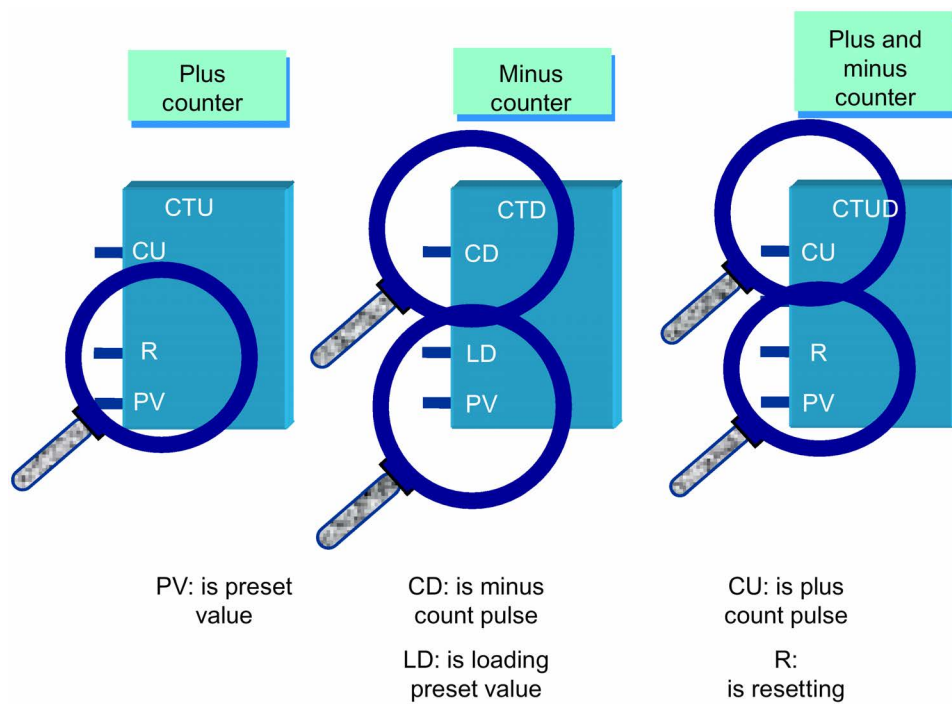 Plus
counter
Minus
counter
Plus and
minus
counter
CTU
CU
R
PV
CTD
CD
LD
PV
CTUD
CU
R
PV
PV: is preset
value
CD: is minus
count pulse
LD: is loading
preset value
CU: is plus
count pulse
R:
is resetting